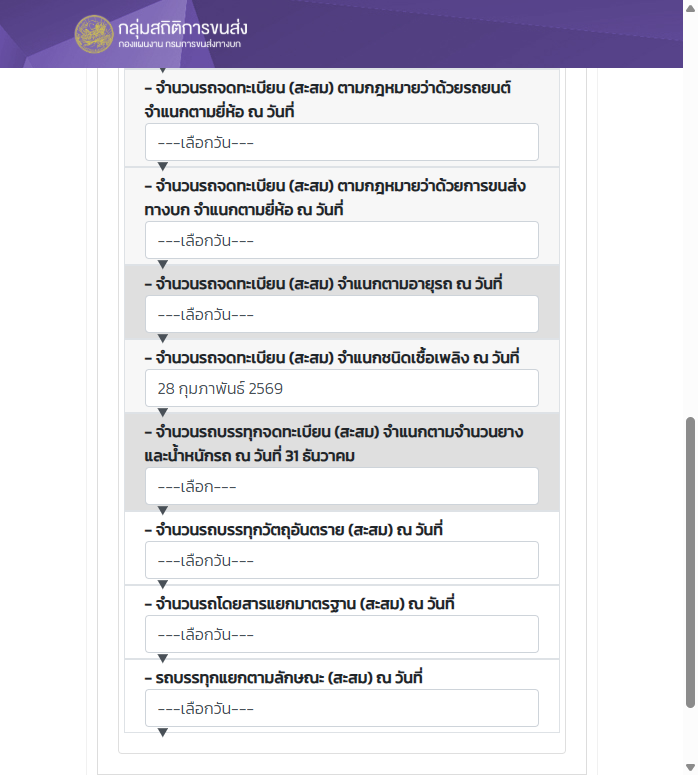 กลุ่มสถิติการขนส่ง
กองแผนงาน กรมการขนส่งทางบก
- จำนวนรถจดทะเบียน (สะสม) ตามกฎหมายว่าด้วยรถยนต์
จำแนกตามยี่ห้อ ณ วันที่
---เลือกวัน---
- จำนวนรถจดทะเบียน (สะสม) ตามกฎหมายว่าด้วยการขนส่ง
ทางบก จำแนกตามยี่ห้อ ณ วันที่
---เลือกวัน---
- จำนวนรถจดทะเบียน (สะสม) จำแนกตามอายุรถ ณ วันที่
---เลือกวัน---
- จำนวนรถจดทะเบียน (สะสม) จำแนกชนิดเชื้อเพลิง ณ วันที่
28 กุมภาพันธ์ 2569
- จำนวนรถบรรทุกจดทะเบียน (สะสม) จำแนกตามจำนวนยาง
และน้ำหนักรถ ณ วันที่ 31 ธันวาคม
---เลือก---
- จำนวนรถบรรทุกวัตถุอันตราย (สะสม) ณ วันที่
---เลือกวัน---
- จำนวนรถโดยสารแยกมาตรฐาน (สะสม) ณ วันที่
---เลือกวัน---
- รถบรรทุกแยกตามลักษณะ (สะสม) ณ วันที่
---เลือกวัน---